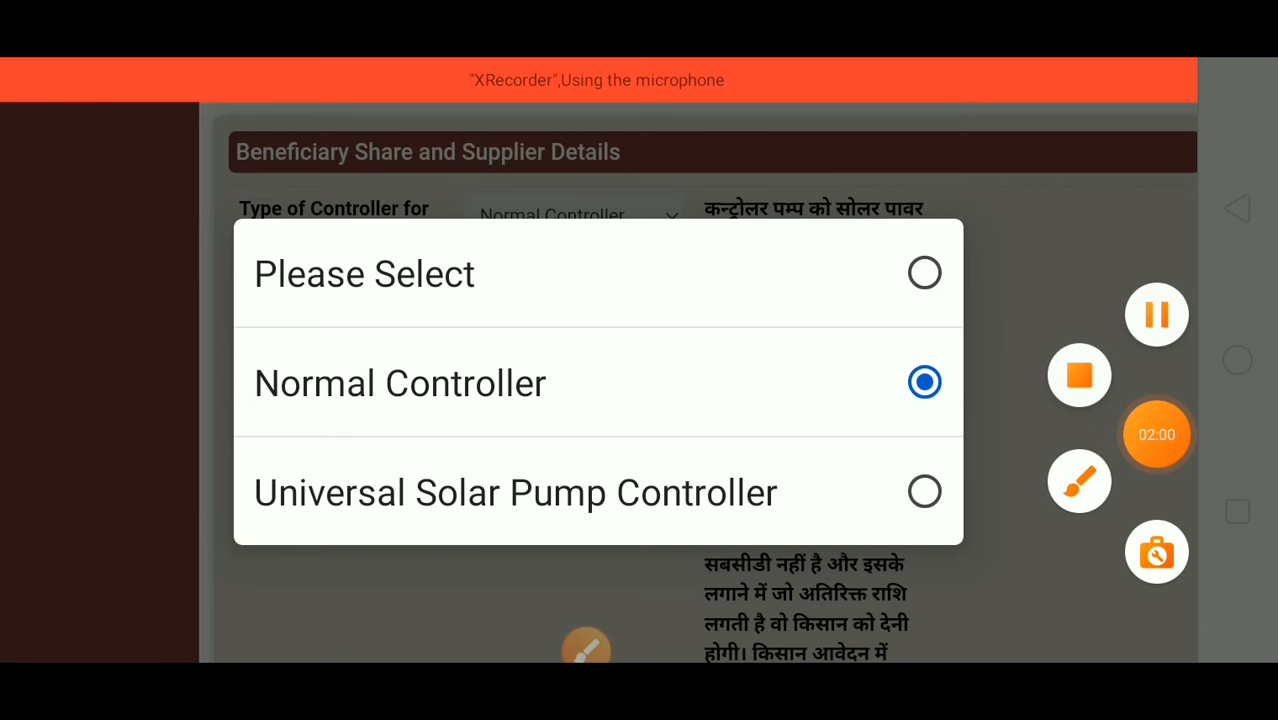 "XRecorder",Using the microphone
Beneficiary Share and Supplier Details
Type of Controller for
Normal Controller
कन्ट्रोलर पम्प को सोलर पावर
Please Select
Normal Controller
Universal Solar Pump Controller
02:00
सबसीडी नहीं है और इसके
लगाने में जो अतिरिक्त राशि
लगती है वो किसान को देनी
होगी। किसान आवेदन में